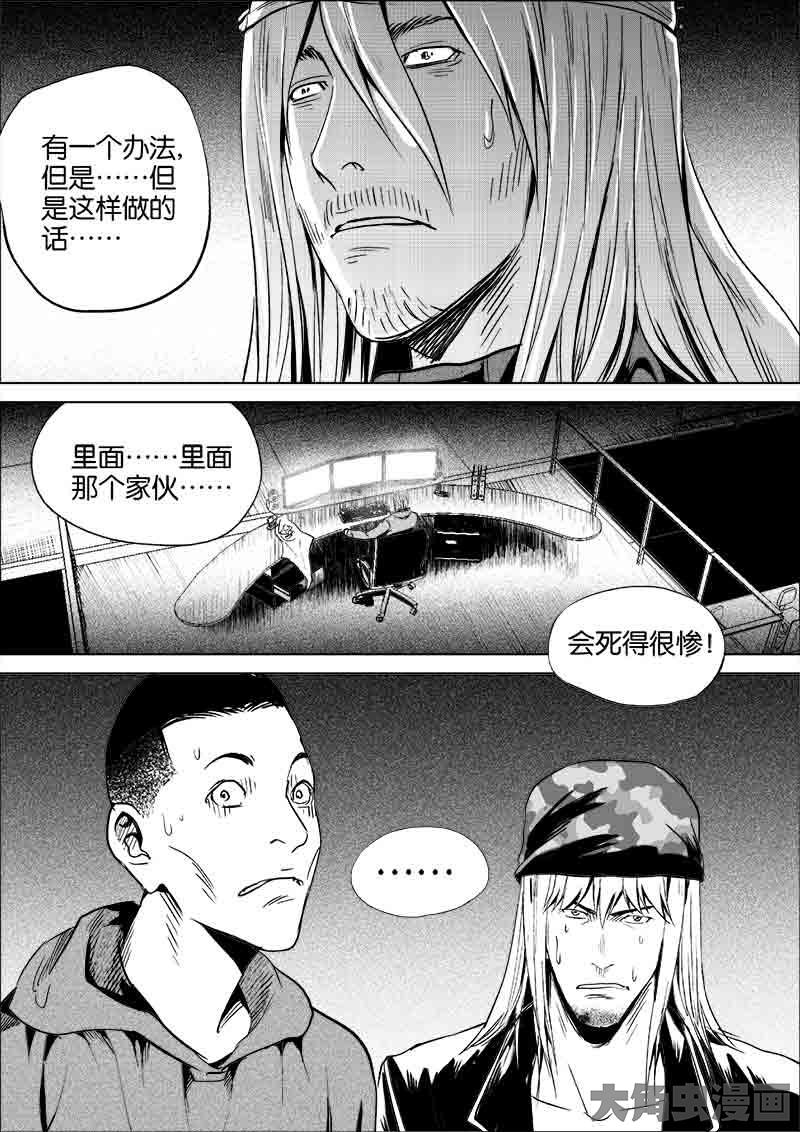 有一个办法,
但是……但
是这样做的
话……
里面……里面
那个家伙……
会死得很惨!
……
大角虫漫画